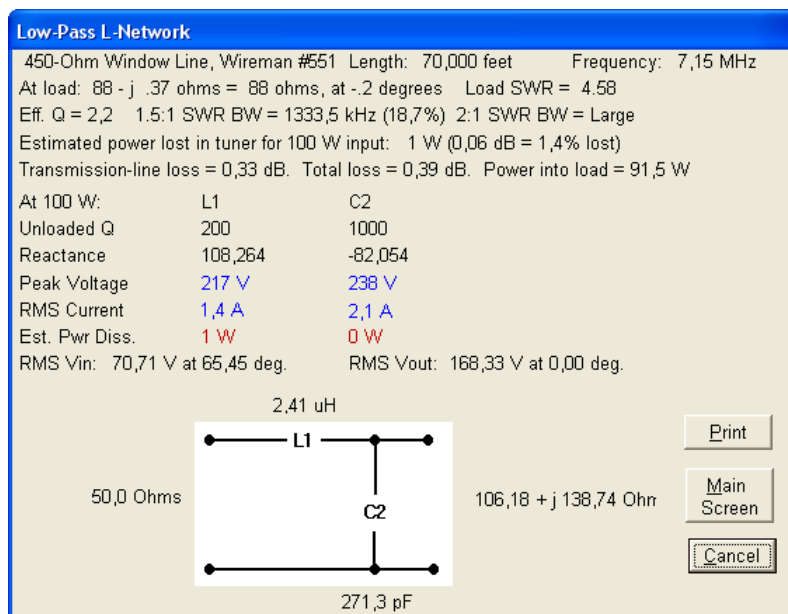 Low-Pass L-Network
450-Ohm Window Line, Wireman #551 Length: 70,000 feet Frequency: 7,15 MHz
At load: 88 - j .37 ohms = 88 ohms, at -.2 degrees Load SWR = 4.58
Eff. Q = 2,2 1.5:1 SWR BW = 1333,5 kHz (18,7%) 2:1 SWR BW = Large
Estimated power lost in tuner for 100 W input: 1 W (0,06 dB = 1,4% lost)
Transmission-line loss = 0,33 dB. Total loss = 0,39 dB. Power into load = 91,5 W
At 100 W: L1 C2
Unloaded Q 200 1000
Reactance 108,264 -82,054
Peak Voltage 217 V 238 V
RMS Current 1,4 A 2,1 A
Est. Pwr Diss. 1 W 0 W
RMS Vin: 70,71 V at 65,45 deg. RMS Vout: 168,33 V at 0,00 deg.
2,41 uH
L1
Print
50,0 Ohms
C2
106,18 + j 138,74 Ohm
Main
Screen
Cancel
271,3 pF